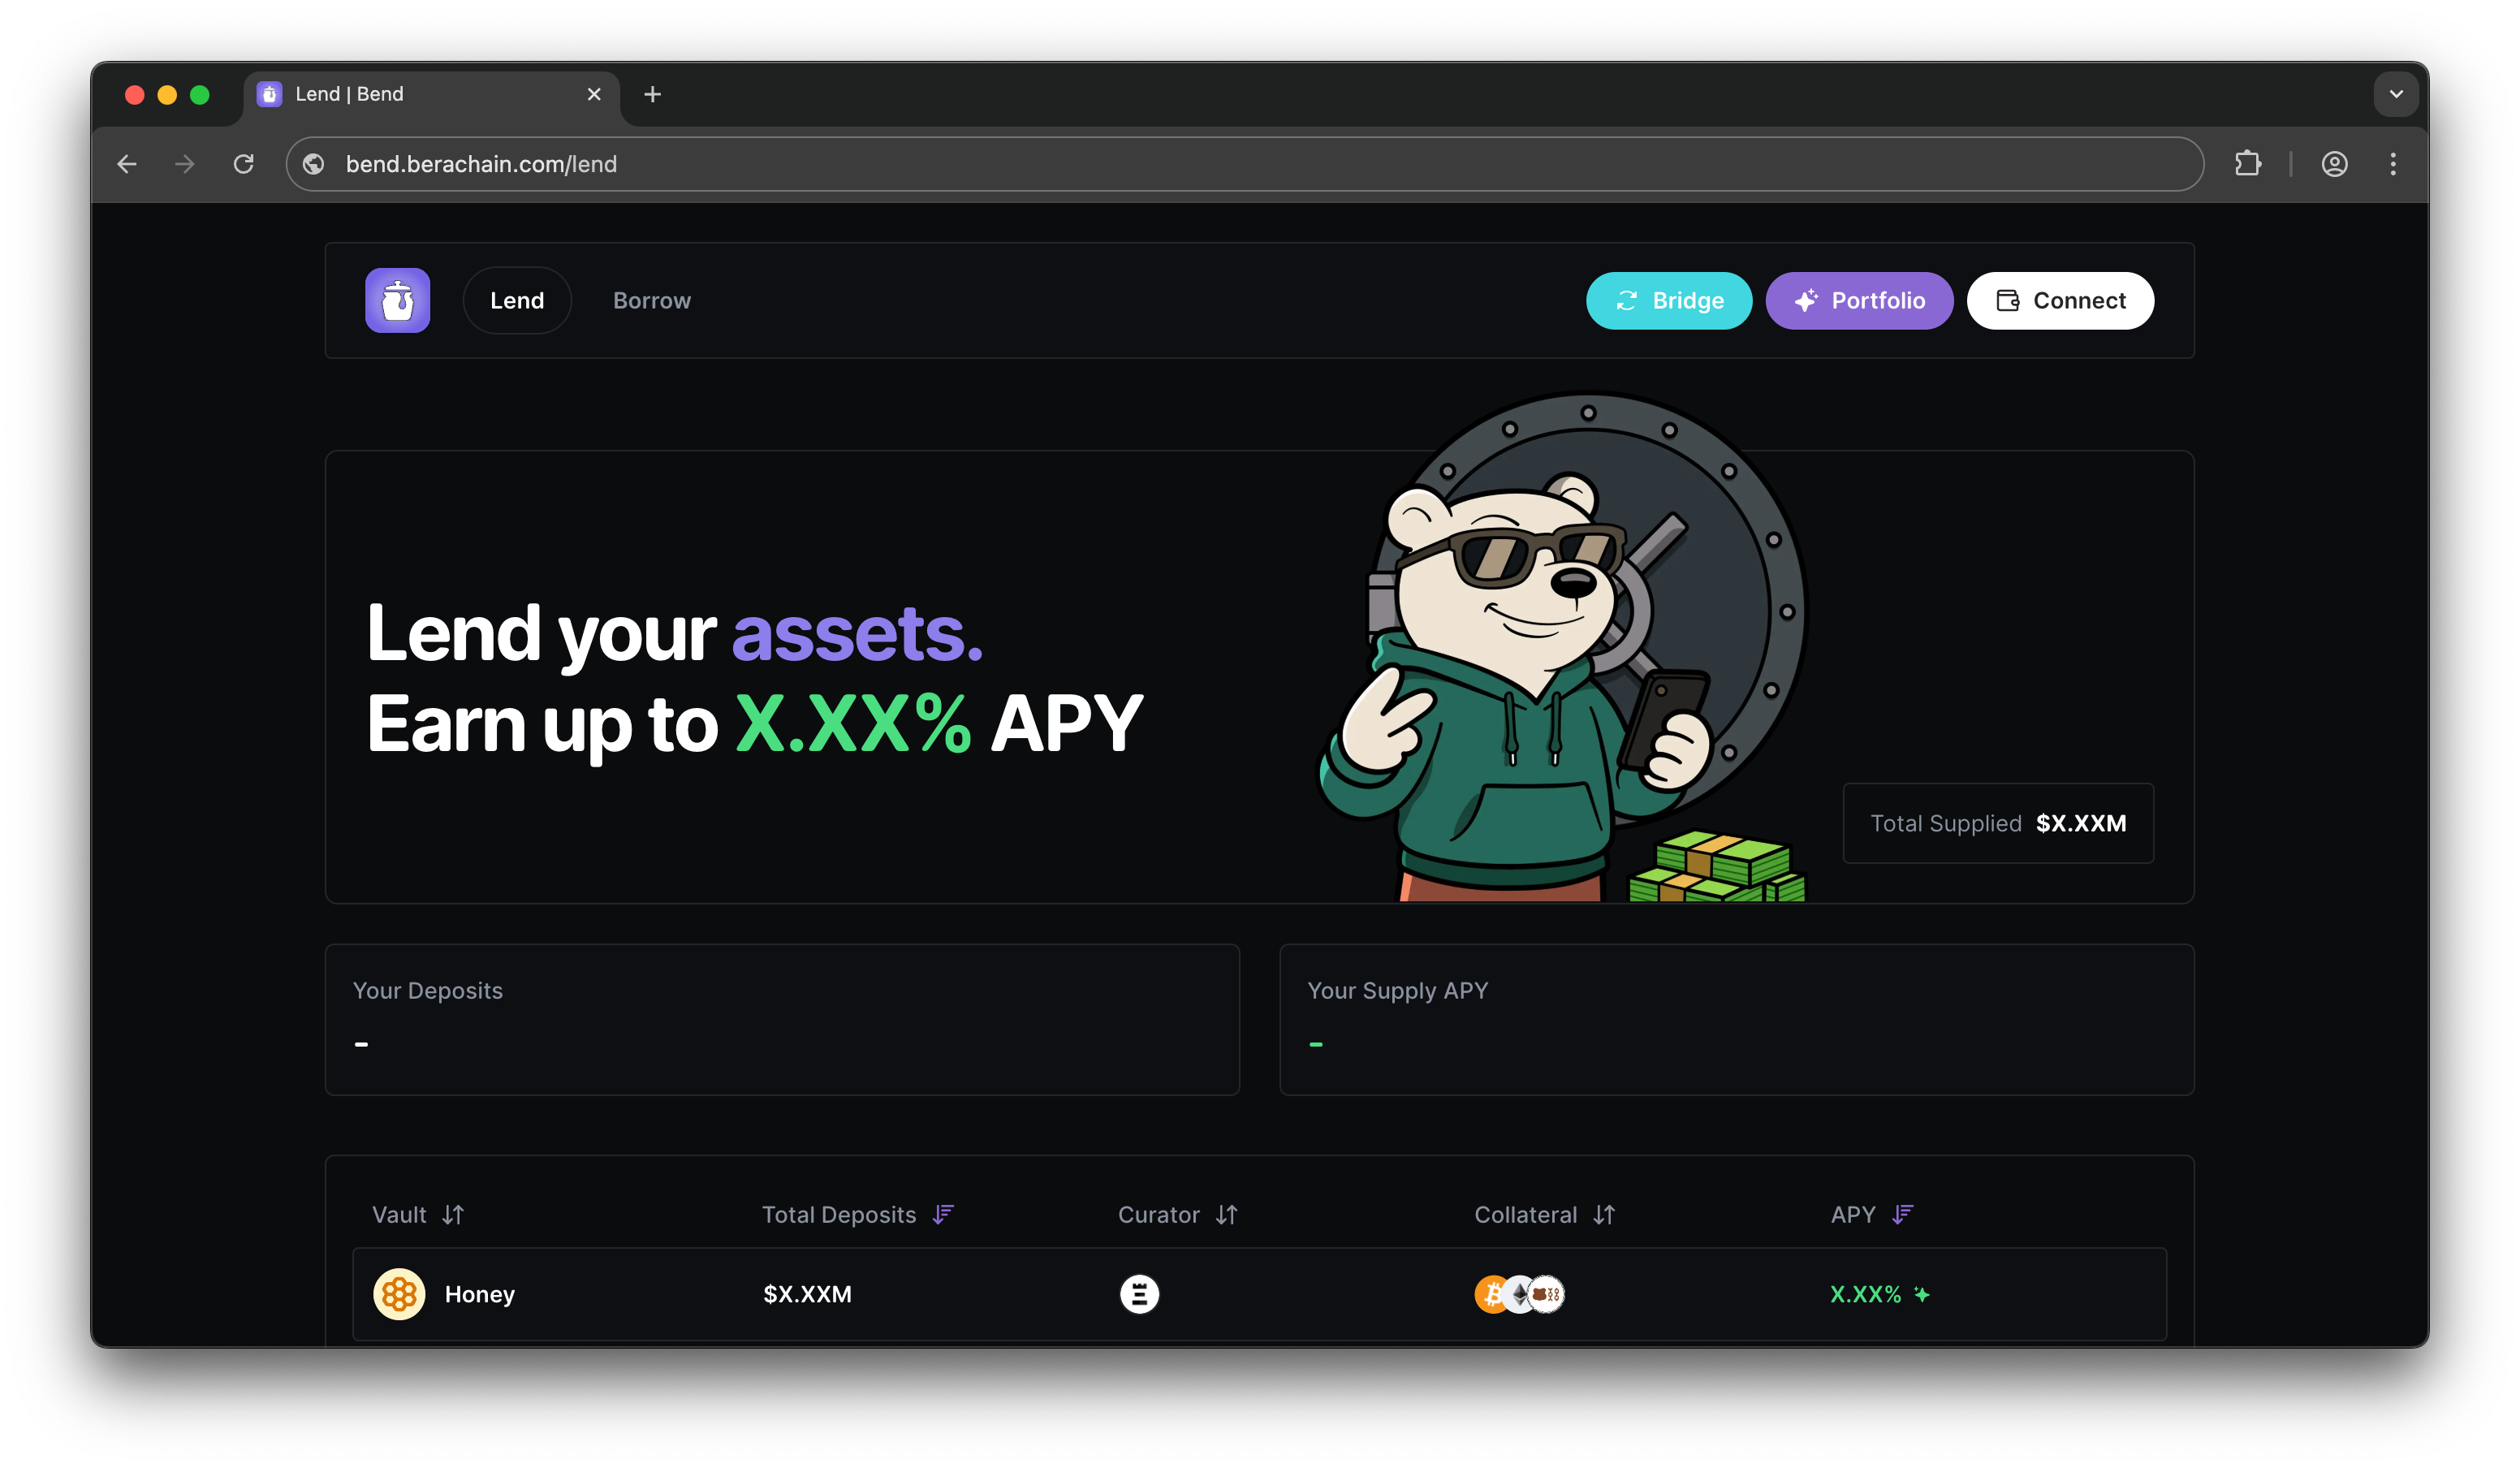 Lend | Bend
bend.berachain.com/lend
Lend
Borrow
Bridge
Portfolio
Connect
Lend your assets.
Earn up to X.XX% APY
Total Supplied $X.XXM
Your Deposits
-
Your Supply APY
-
Vault Total Deposits Curator Collateral APY
Honey $X.XXM X.XX%